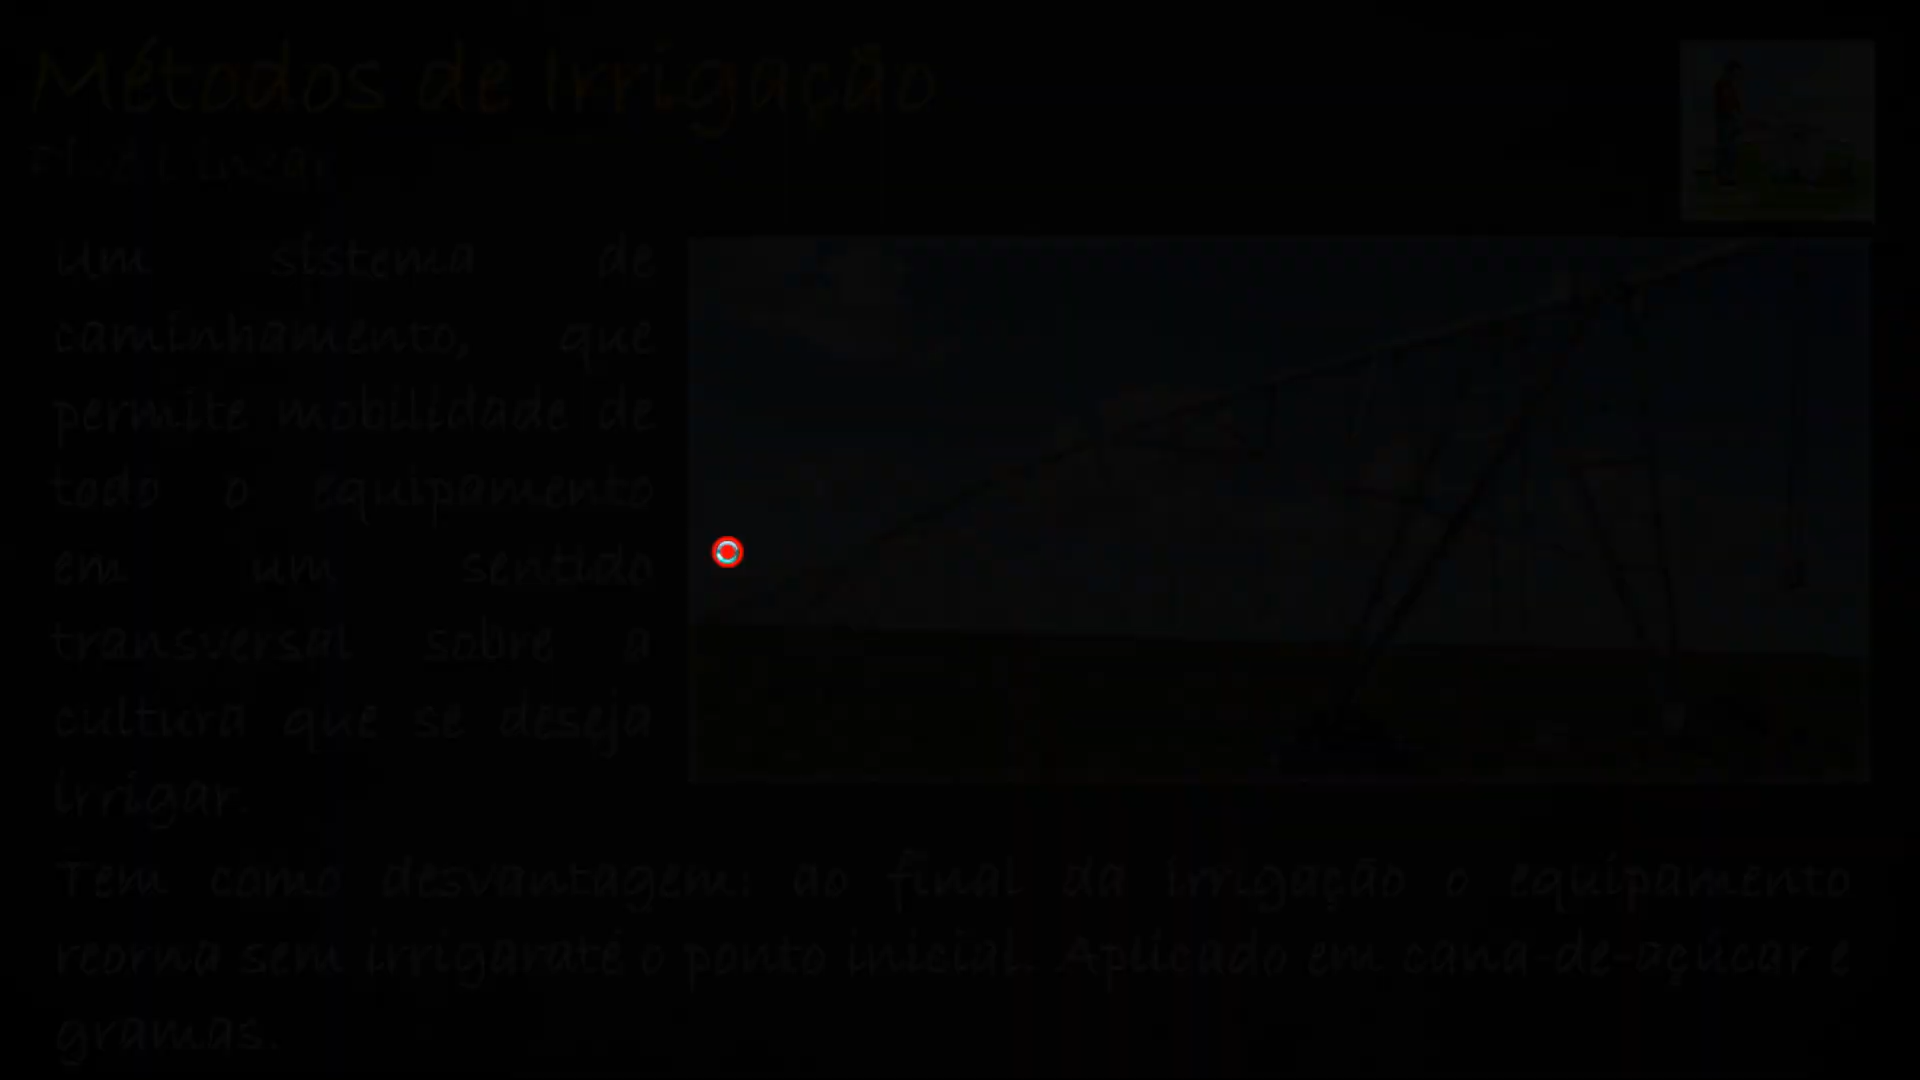 Métodos de Irrigação
Linear
Um sistema de
caminhamento, que
permite mobilidade de
todo o equipamento
em um sentido
transversal sobre a
cultura que se deseja
irrigar.
Tem como desvantagem: ao final da irrigação o equipamento
reorna sem irrigaraté o ponto inicial. Aplicado em cana-de-açúcar e
gramas.